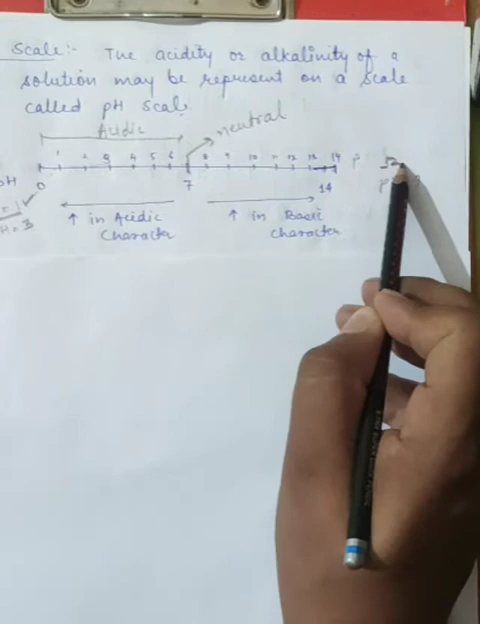 Scale:- The acidity or alkalinity of a
solution may be represent on a scale
called pH scale.
Acidic
neutral
1 2 3 4 5 6 8 9 10 11 12 13 14
pH 0 7 14
↑ in Acidic
Character
↑ in Basic
Character
= 1
H = 3